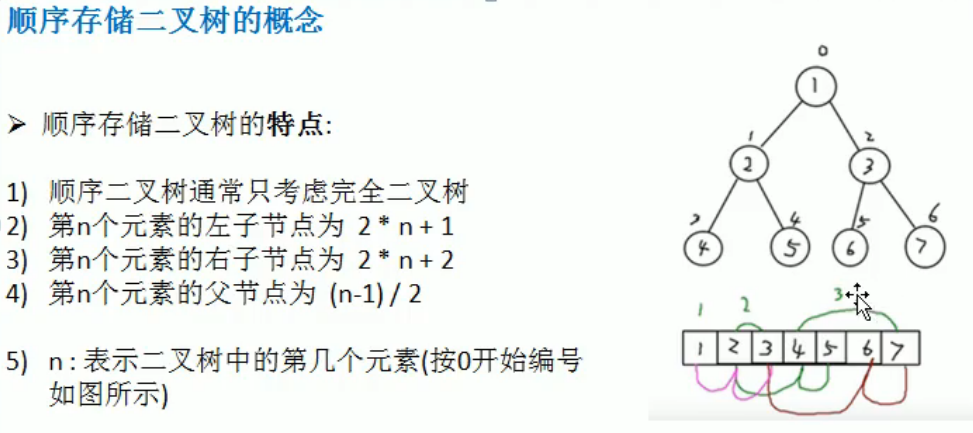 顺序存储二叉树的概念
➤ 顺序存储二叉树的特点:
1) 顺序二叉树通常只考虑完全二叉树
2) 第n个元素的左子节点为 2 * n + 1
3) 第n个元素的右子节点为 2 * n + 2
4) 第n个元素的父节点为 (n-1) / 2
5) n : 表示二叉树中的第几个元素(按0开始编号
如图所示)
0
1
1 2
2 3
3 4 5 6
4 5 6 7
1 2 3
1 2 3 4 5 6 7